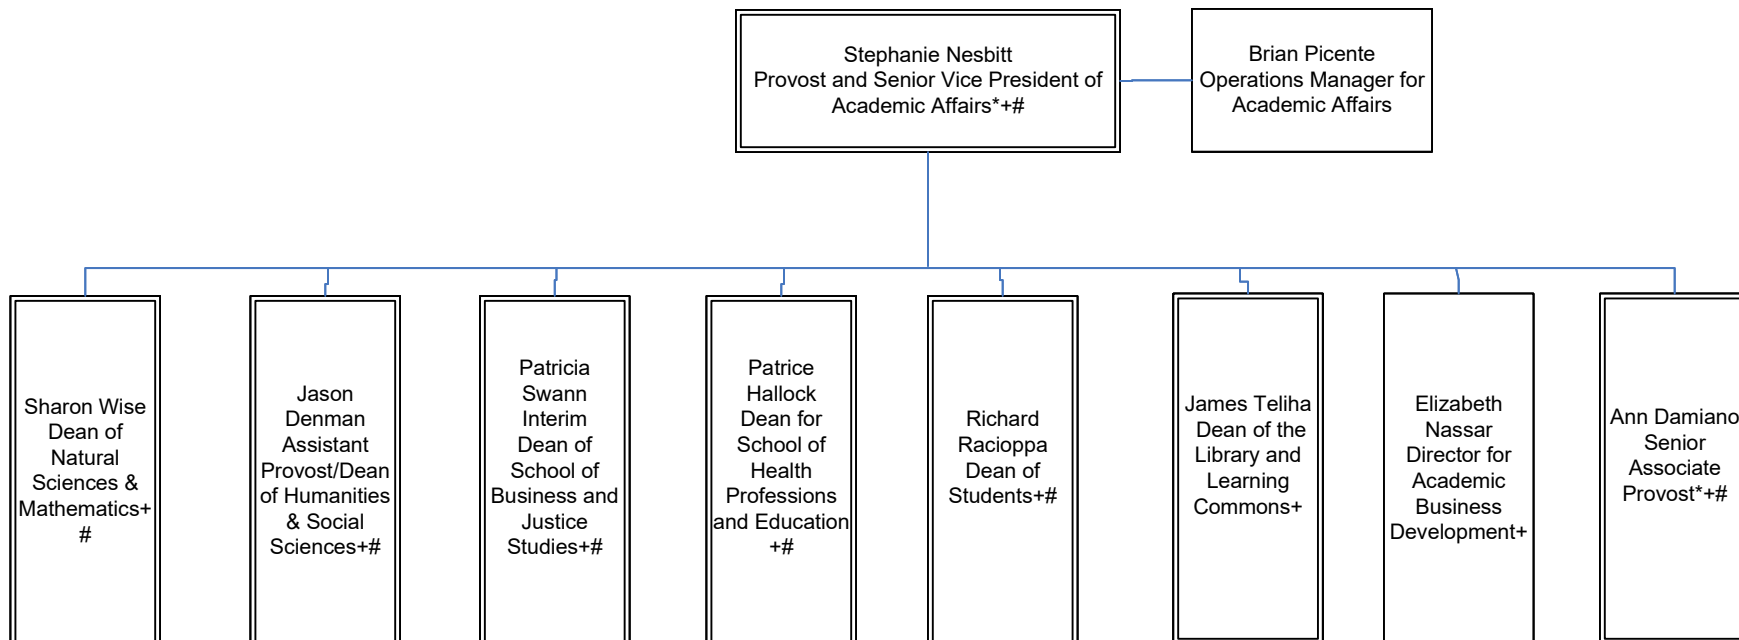 Stephanie Nesbitt
Provost and Senior Vice President of
Academic Affairs*+#
Brian Picente
Operations Manager for
Academic Affairs
Sharon Wise
Dean of
Natural
Sciences &
Mathematics+
#
Jason
Denman
Assistant
Provost/Dean
of Humanities
& Social
Sciences+#
Patricia
Swann
Interim
Dean of
School of
Business and
Justice
Studies+#
Patrice
Hallock
Dean for
School of
Health
Professions
and Education
+#
Richard
Racioppa
Dean of
Students+#
James Teliha
Dean of the
Library and
Learning
Commons+
Elizabeth
Nassar
Director for
Academic
Business
Development+
Ann Damiano
Senior
Associate
Provost*+#